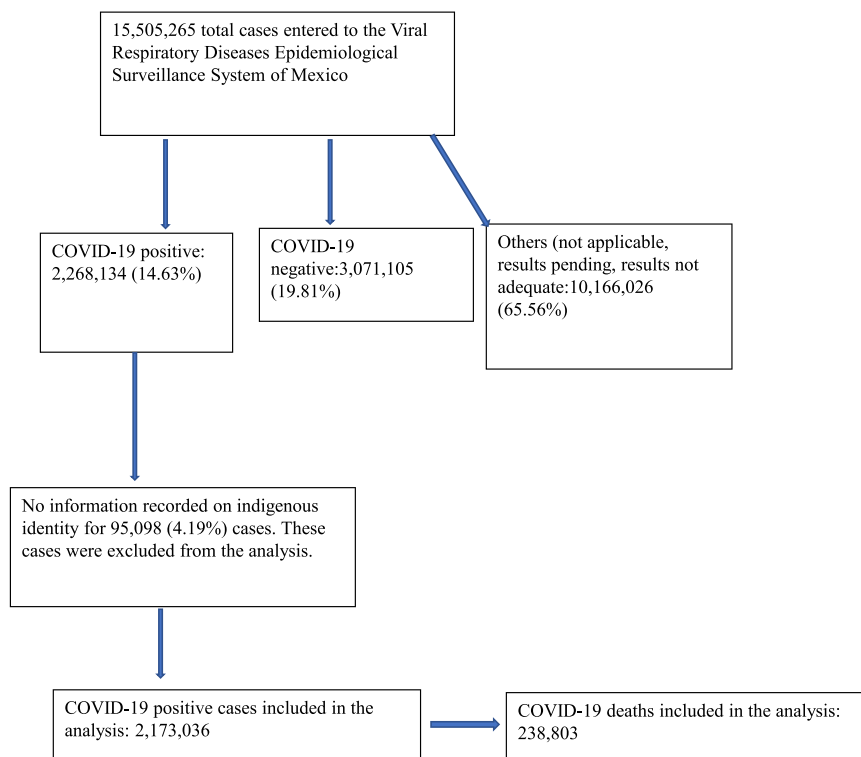 15,505,265 total cases entered to the Viral
Respiratory Diseases Epidemiological
Surveillance System of Mexico
COVID-19 positive:
2,268,134 (14.63%)
COVID-19
negative:3,071,105
(19.81%)
Others (not applicable,
results pending, results not
adequate:10,166,026
(65.56%)
No information recorded on indigenous
identity for 95,098 (4.19%) cases. These
cases were excluded from the analysis.
COVID-19 positive cases included in the
analysis: 2,173,036
COVID-19 deaths included in the analysis:
238,803